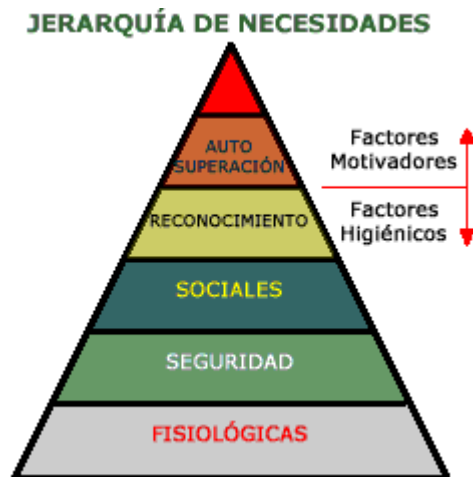 JERARQUÍA DE NECESIDADES
AUTO
SUPERACIÓN
Factores
Motivadores
RECONOCIMIENTO
Factores
Higiénicos
SOCIALES
SEGURIDAD
FISIOLÓGICAS